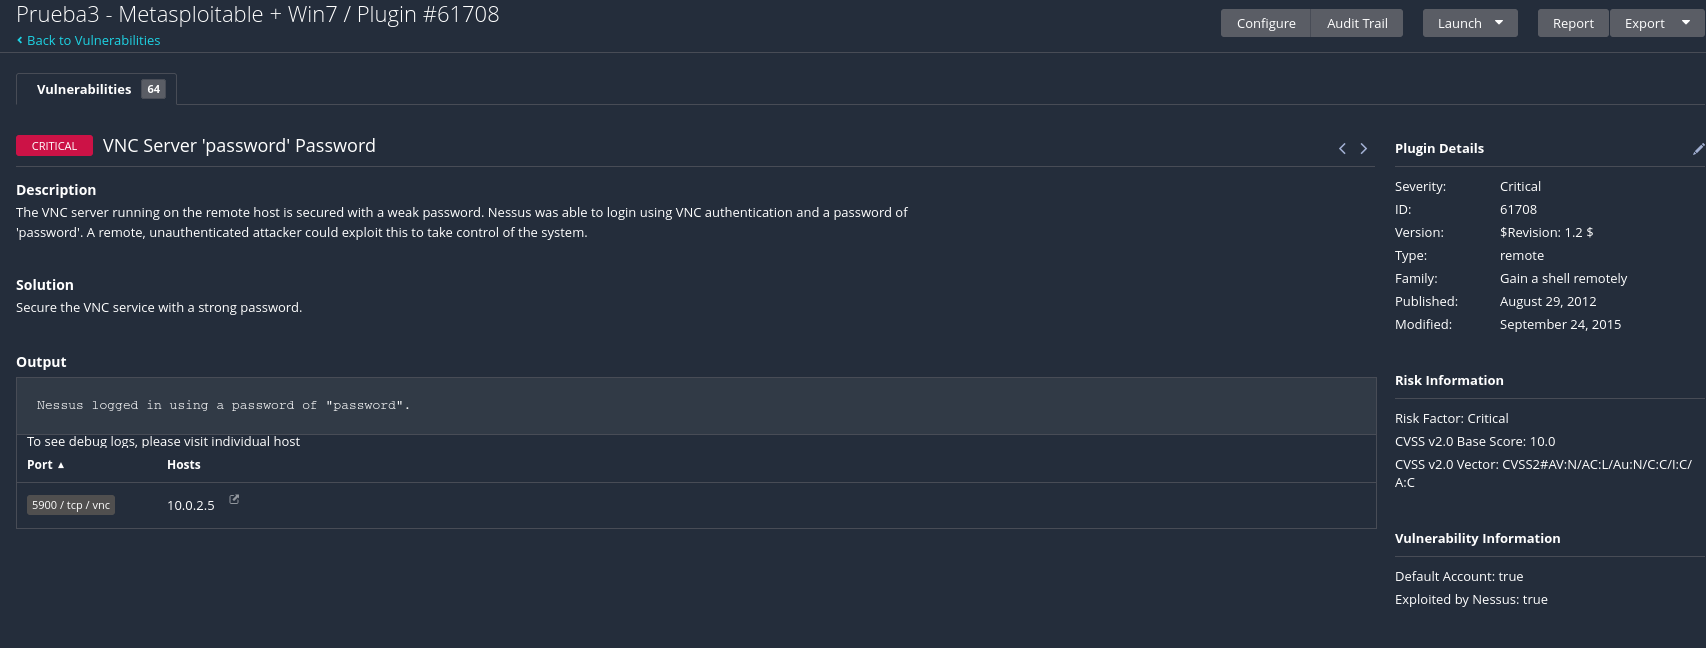 Prueba3 - Metasploitable + Win7 / Plugin #61708
Back to Vulnerabilities
Configure
Audit Trail
Launch
Report
Export
Vulnerabilities 64
CRITICAL VNC Server 'password' Password
Description
The VNC server running on the remote host is secured with a weak password. Nessus was able to login using VNC authentication and a password of
'password'. A remote, unauthenticated attacker could exploit this to take control of the system.
Solution
Secure the VNC service with a strong password.
Output
Nessus logged in using a password of "password".
To see debug logs, please visit individual host
Port ▲ Hosts
5900 / tcp / vnc 10.0.2.5
Plugin Details
Severity: Critical
ID: 61708
Version: $Revision: 1.2 $
Type: remote
Family: Gain a shell remotely
Published: August 29, 2012
Modified: September 24, 2015
Risk Information
Risk Factor: Critical
CVSS v2.0 Base Score: 10.0
CVSS v2.0 Vector: CVSS2#AV:N/AC:L/Au:N/C:C/I:C/
A:C
Vulnerability Information
Default Account: true
Exploited by Nessus: true